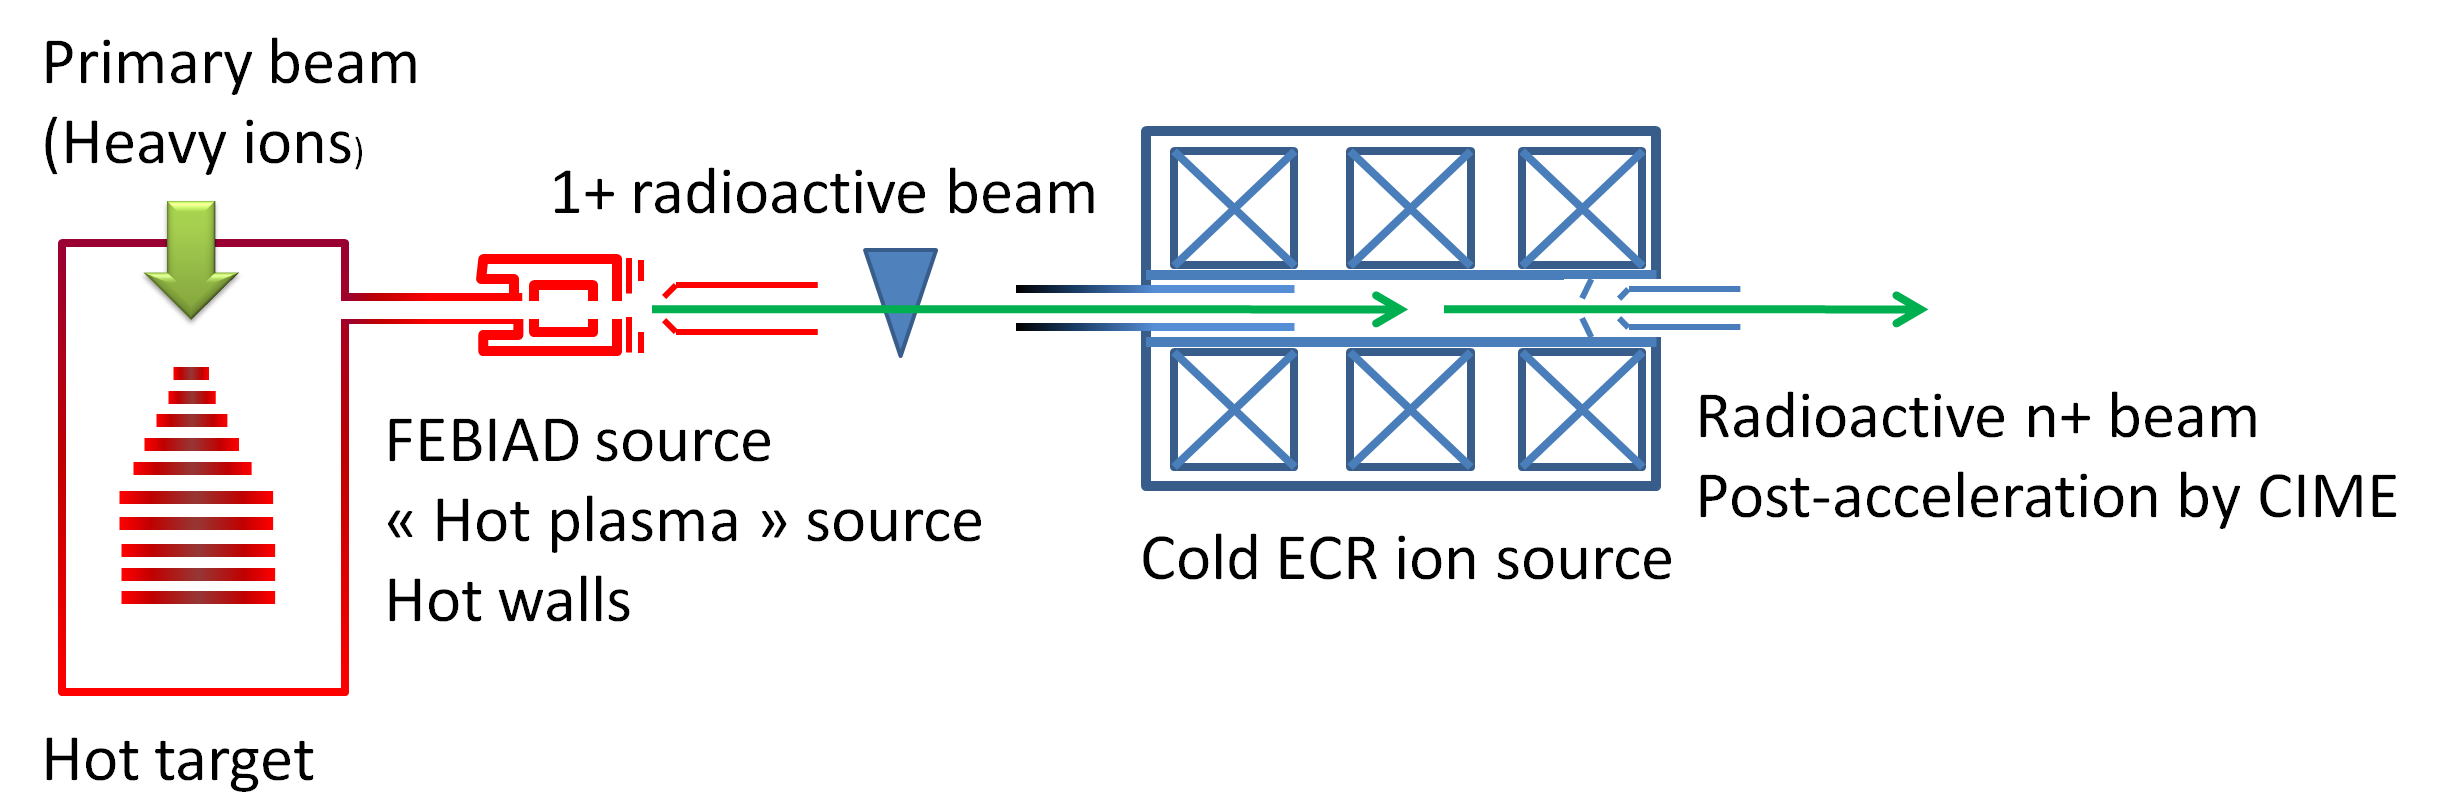 Primary beam
(Heavy ions)
1+ radioactive beam
FEBIAD source
« Hot plasma » source
Hot walls
Radioactive n+ beam
Post-acceleration by CIME
Cold ECR ion source
Hot target